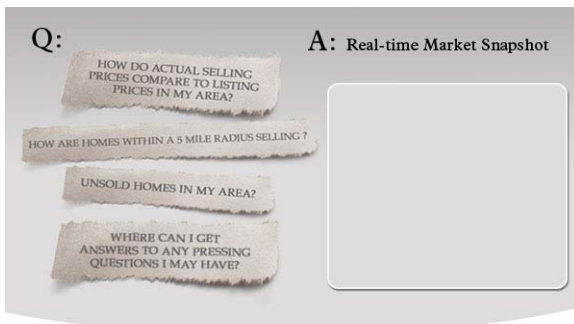 Q:
HOW DO ACTUAL SELLING
PRICES COMPARE TO LISTING
PRICES IN MY AREA?
HOW ARE HOMES WITHIN A 5 MILE RADIUS SELLING ?
UNSOLD HOMES IN MY AREA?
WHERE CAN I GET
ANSWERS TO ANY PRESSING
QUESTIONS I MAY HAVE?
A: Real-time Market Snapshot